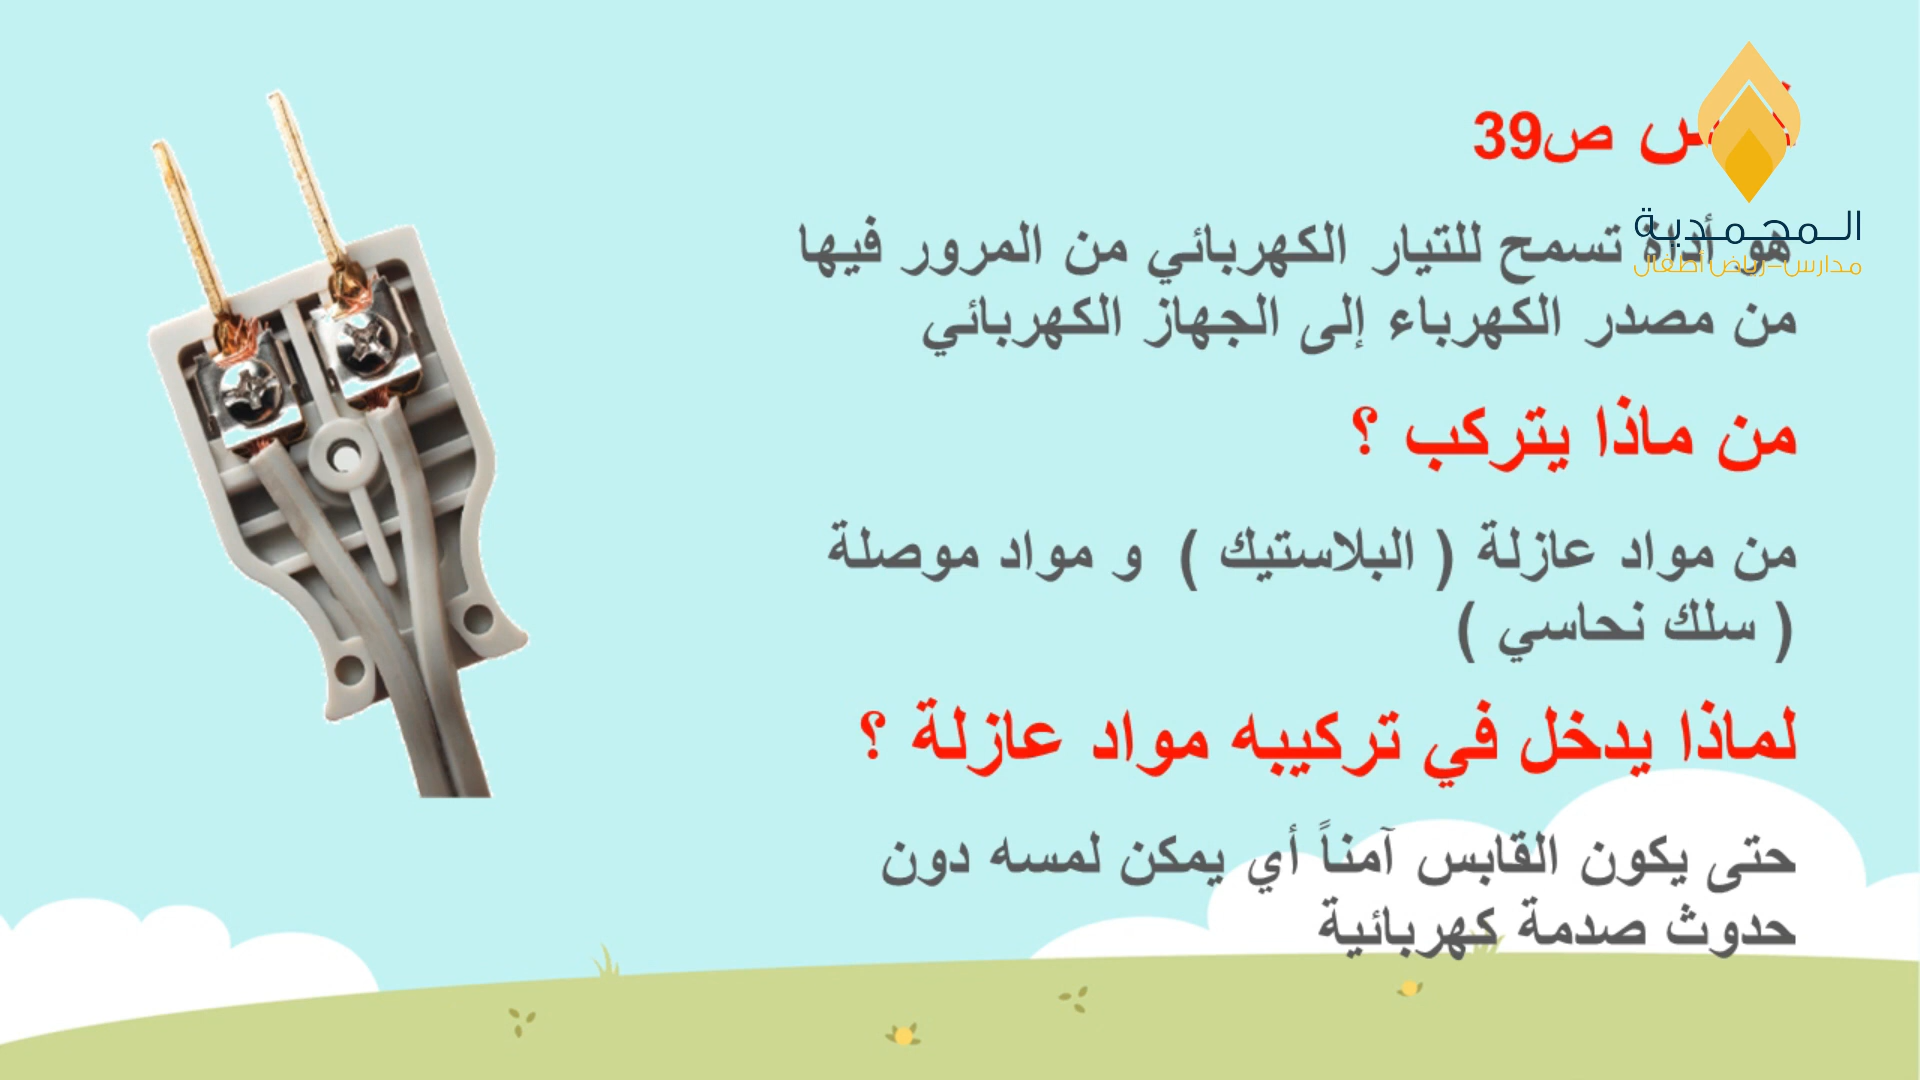 ص39
المحمدية
مدارس-رياض أطفال
هو أداة تسمح للتيار الكهربائي من المرور فيها
من مصدر الكهرباء إلى الجهاز الكهربائي
من ماذا يتركب ؟
من مواد عازلة ( البلاستيك ) و مواد موصلة
( سلك نحاسي )
لماذا يدخل في تركيبه مواد عازلة ؟
حتى يكون القابس آمناً أي يمكن لمسه دون
حدوث صدمة كهربائية